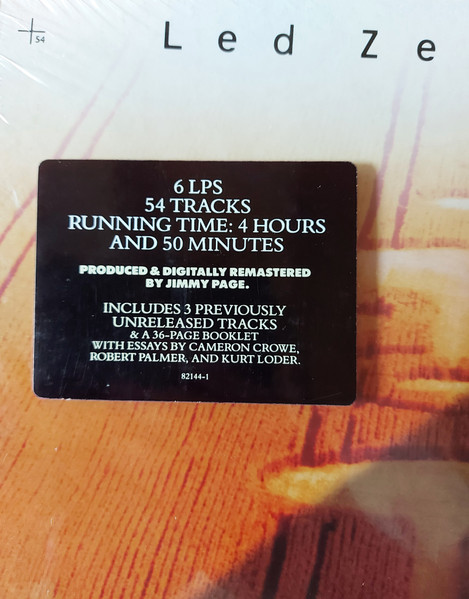 54
Led Ze
6 LPS
54 TRACKS
RUNNING TIME: 4 HOURS
AND 50 MINUTES
PRODUCED & DIGITALLY REMASTERED
BY JIMMY PAGE.
INCLUDES 3 PREVIOUSLY
UNRELEASED TRACKS
& A 36-PAGE BOOKLET
WITH ESSAYS BY CAMERON CROWE,
ROBERT PALMER, AND KURT LODER.
82144-1